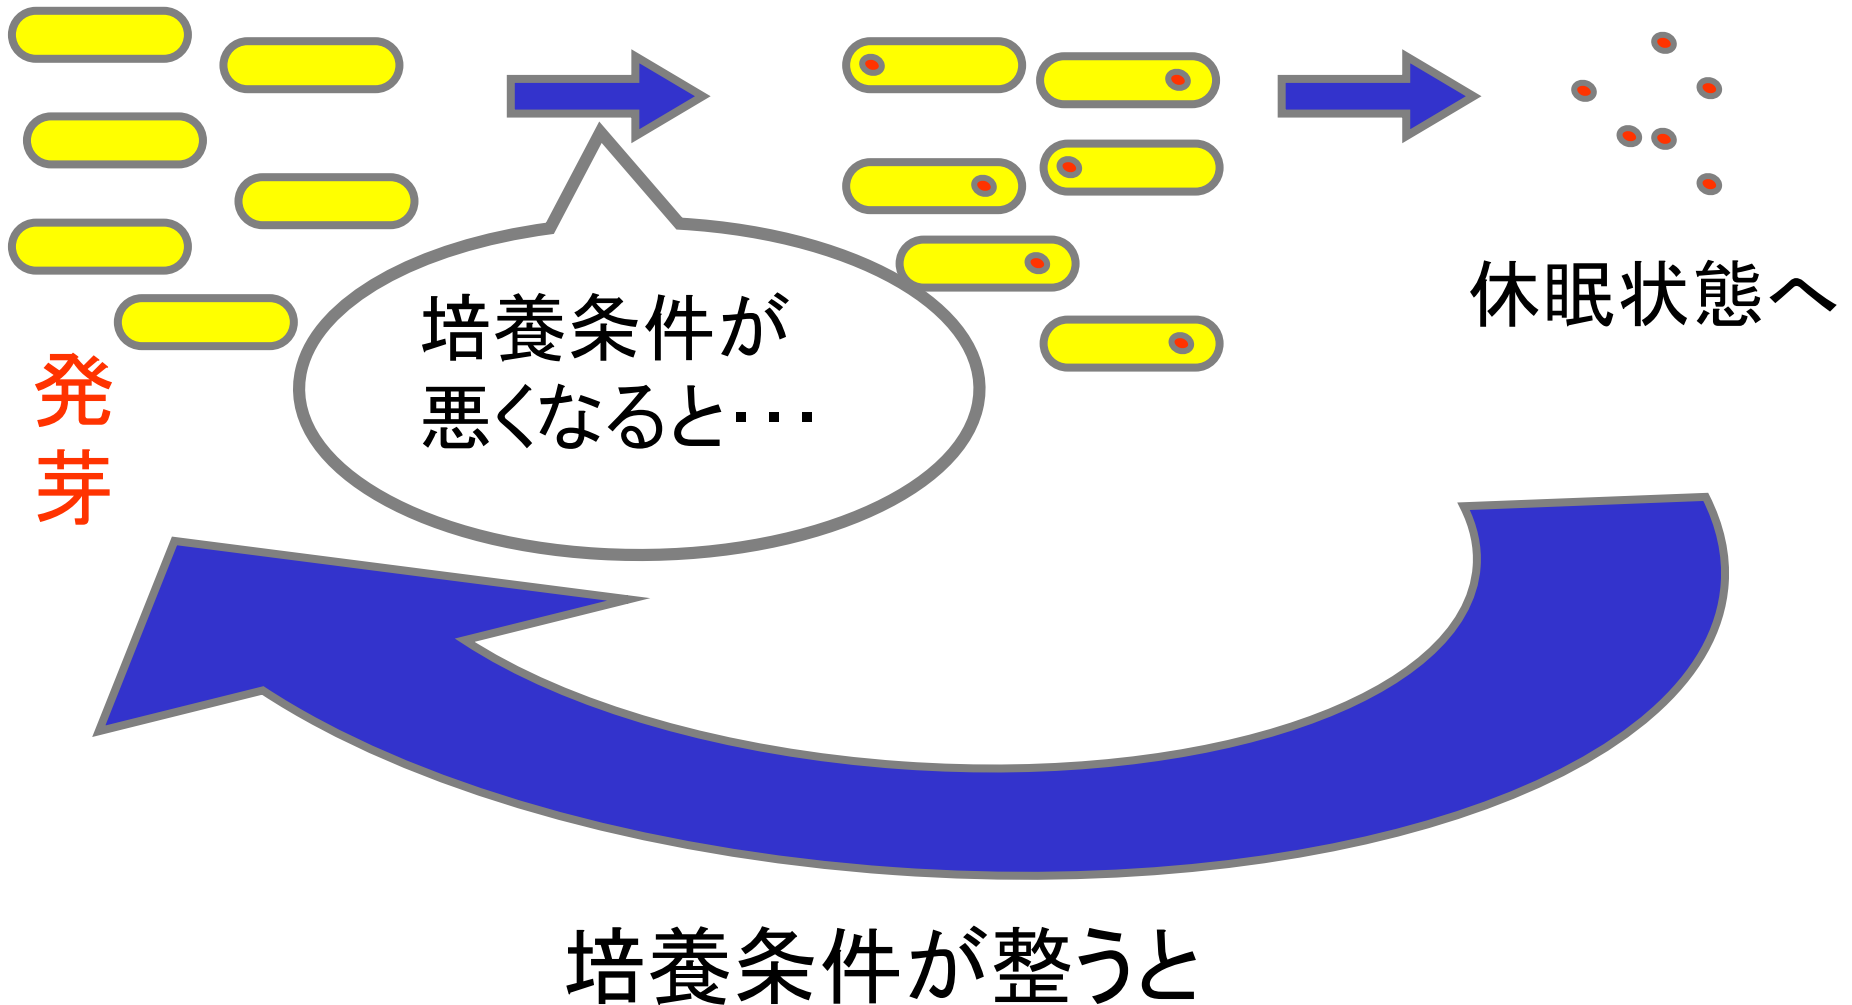 培養条件が
悪くなると・・・
休眠状態へ
発
芽
培養条件が整うと